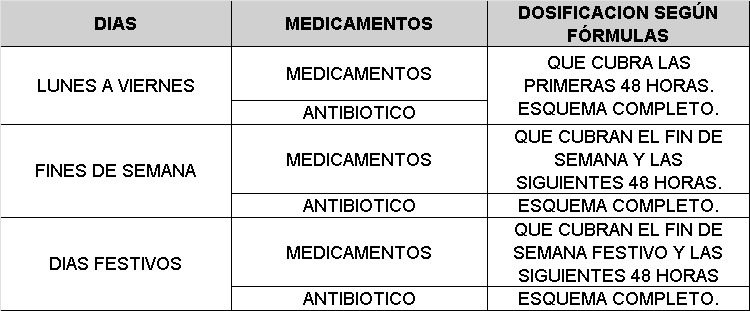 DIAS
MEDICAMENTOS
DOSIFICACION SEGÚN
FÓRMULAS
LUNES A VIERNES
MEDICAMENTOS
QUE CUBRA LAS
PRIMERAS 48 HORAS.
ANTIBIOTICO
ESQUEMA COMPLETO.
FINES DE SEMANA
MEDICAMENTOS
QUE CUBRAN EL FIN DE
SEMANA Y LAS
SIGUIENTES 48 HORAS.
ANTIBIOTICO
ESQUEMA COMPLETO.
DIAS FESTIVOS
MEDICAMENTOS
QUE CUBRAN EL FIN DE
SEMANA FESTIVO Y LAS
SIGUIENTES 48 HORAS
ANTIBIOTICO
ESQUEMA COMPLETO.